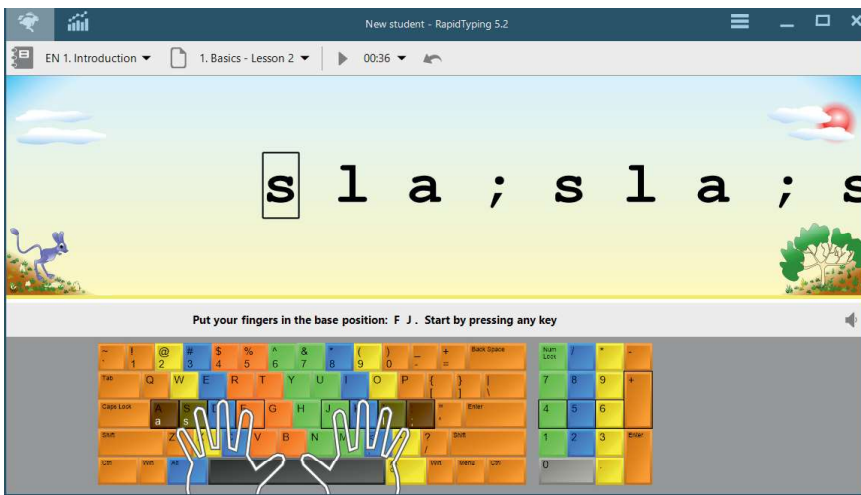 New student - RapidTyping 5.2
EN 1. Introduction 1. Basics - Lesson 2 00:36
s l a ; s l a ; s
Put your fingers in the base position: F J . Start by pressing any key
~ ! @ # $ % ^ & * ( ) _ + Back Space
` 1 2 3 4 5 6 7 8 9 0 - =
Tab Q W E R T Y U I O P { } |
[ ] \
Caps Lock A S D F G H J K " Enter
a s ; '
Shift Z V B N M ? Shift
/
Ctrl Win Alt Win Menu Ctrl
Num Lock / * -
7 8 9 +
4 5 6
1 2 3 Enter
0 .